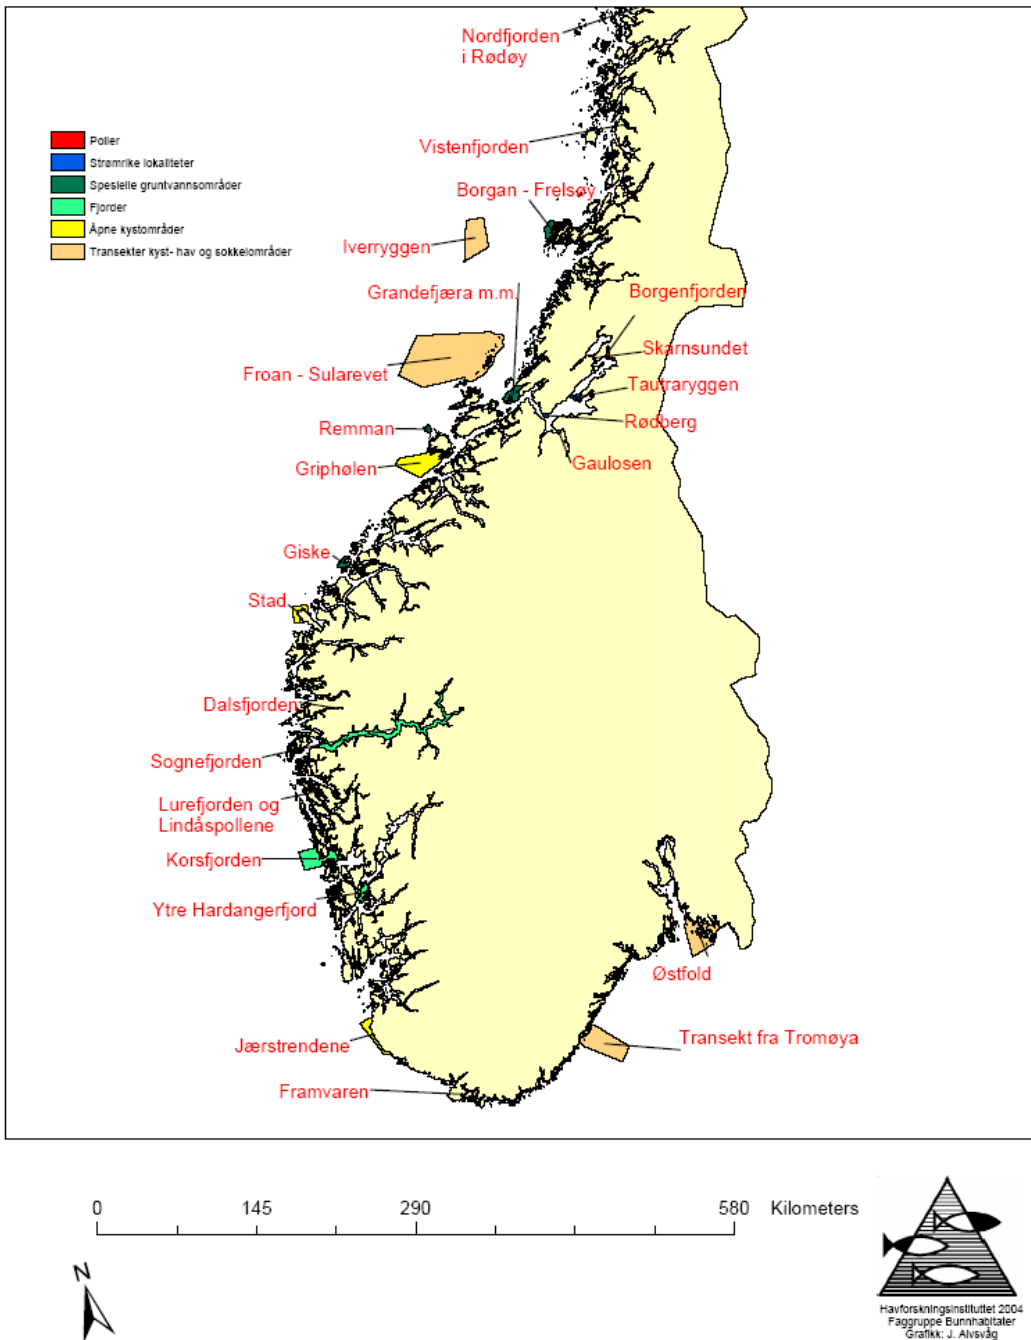 Nordfjorden
i Rødøy
Poller
Strømrike lokaliteter
Spesielle gruntvannsområder
Fjorder
Åpne kystområder
Transekter kyst- hav og sokkelområder
Vistenfjorden
Borgan - Frelsøy
Iverryggen
Grandefjæra m.m.
Borgenfjorden
Skarnsundet
Froan - Sularevet
Tautraryggen
Rødberg
Remman
Gaulosen
Griphølen
Giske
Stad
Dalsfjorden
Sognefjorden
Lurefjorden og
Lindåspollene
Korsfjorden
Ytre Hardangerfjord
Østfold
Jærstrendene
Transekt fra Tromøya
Framvaren
0 145 290 580 Kilometers
N
Havforskningsinstituttet 2004
Faggruppe Bunnhabitater
Grafikk: J. Alvsvåg